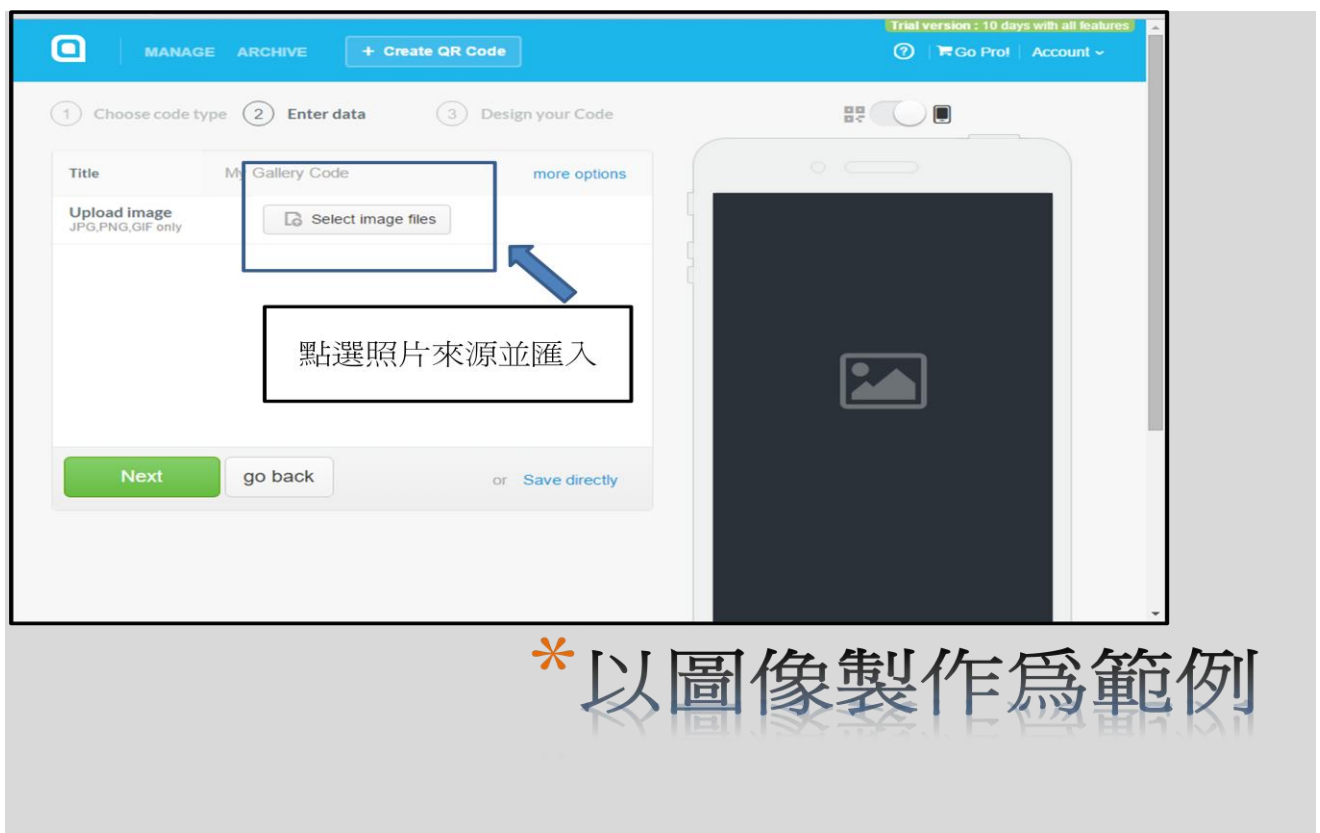 Trial version : 10 days with all features
MANAGE ARCHIVE + Create QR Code Go Pro! Account
1 Choose code type 2 Enter data 3 Design your Code
Title My Gallery Code more options
Upload image
JPG,PNG,GIF only
Select image files
點選照片來源並匯入
Next go back or Save directly
*以圖像製作爲範例